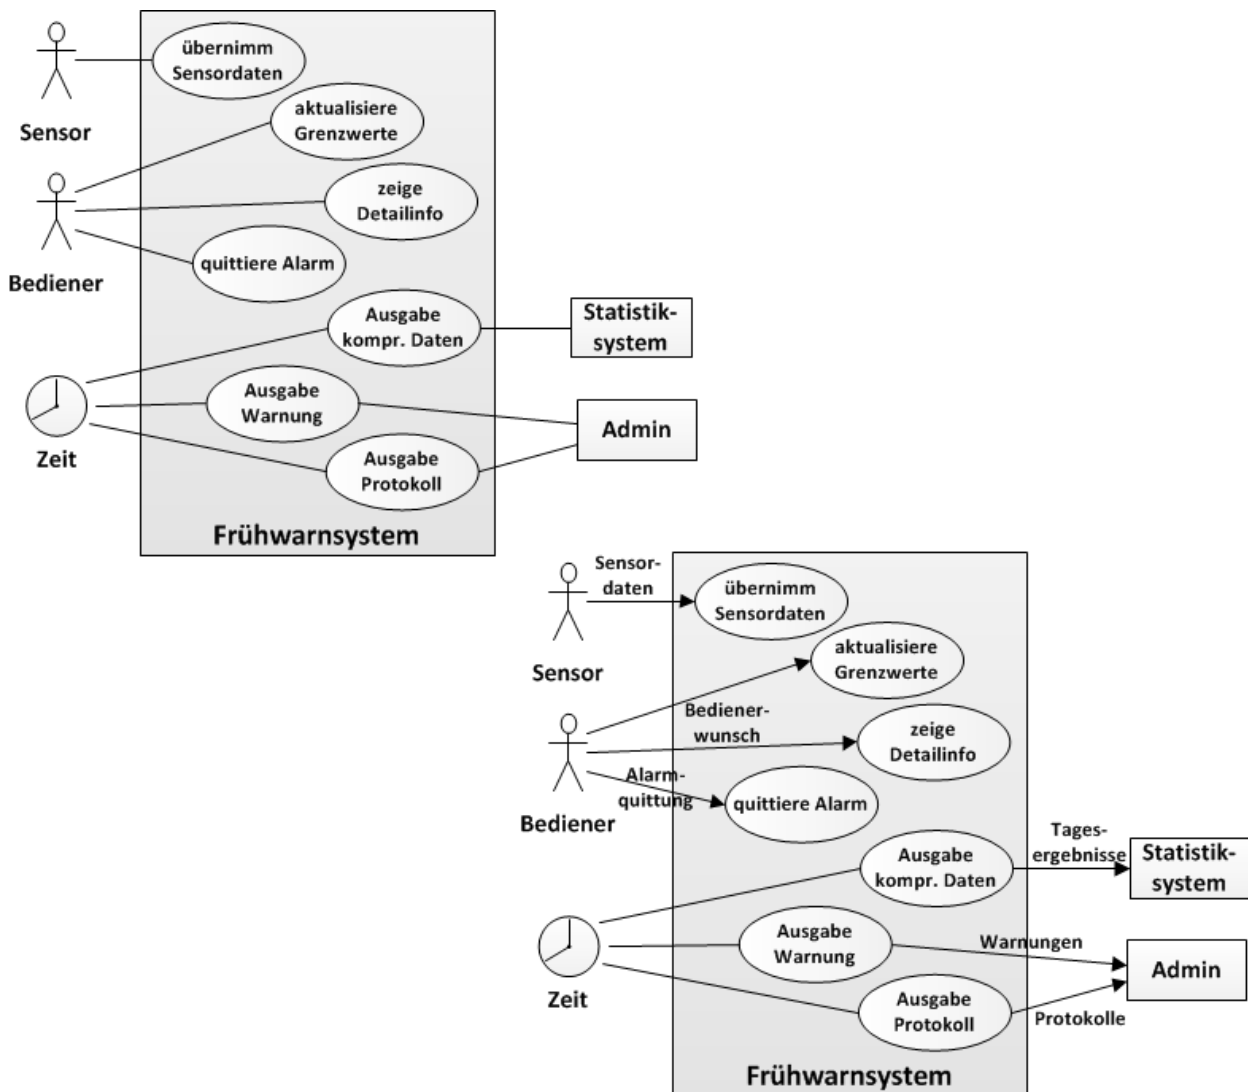 übernimm
Sensordaten
Sensor
aktualisiere
Grenzwerte
zeige
Detailinfo
Bediener
quittiere Alarm
Ausgabe
kompr. Daten
Statistik-
system
Ausgabe
Warnung
Admin
Zeit
Ausgabe
Protokoll
Frühwarnsystem
Sensor-
daten
übernimm
Sensordaten
Sensor
aktualisiere
Grenzwerte
Bediener-
wunsch
zeige
Detailinfo
Alarm-
quittung
quittiere Alarm
Bediener
Ausgabe
kompr. Daten
Tages-
ergebnisse
Statistik-
system
Ausgabe
Warnung
Warnungen
Admin
Zeit
Ausgabe
Protokoll
Protokolle
Frühwarnsystem